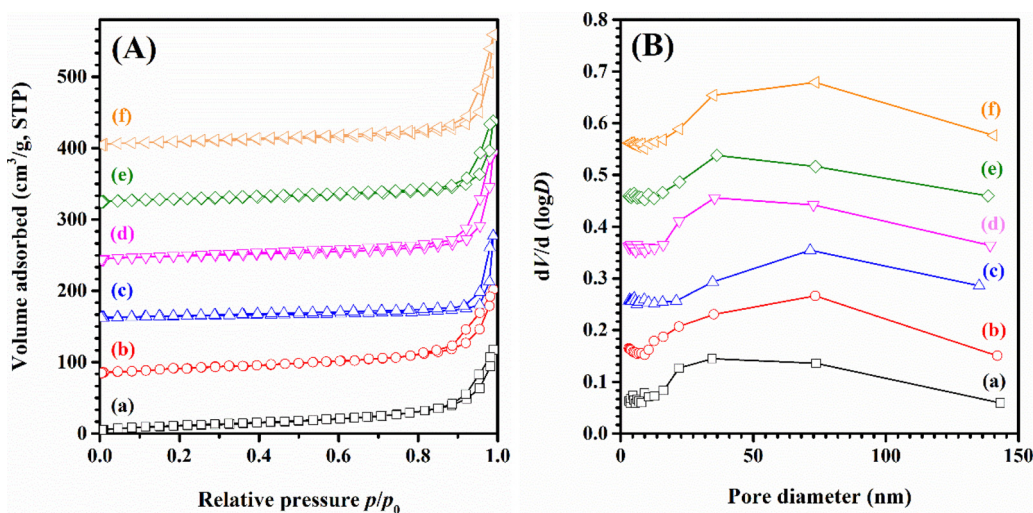 (A)
Volume adsorbed (cm³/g, STP)
500
400
300
200
100
0
(f)
(e)
(d)
(c)
(b)
(a)
0.0 0.2 0.4 0.6 0.8 1.0
Relative pressure p/p₀
(B)
dV/d (logD)
0.8
0.7
0.6
0.5
0.4
0.3
0.2
0.1
0.0
(f)
(e)
(d)
(c)
(b)
(a)
0 50 100 150
Pore diameter (nm)